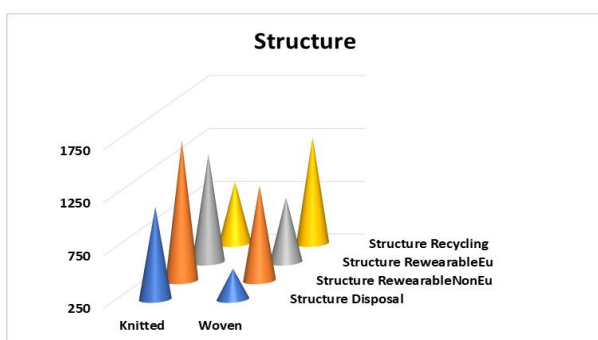 Structure
1750
1250
750
250
Structure Recycling
Structure RewearableEu
Structure RewearableNonEu
Structure Disposal
Knitted Woven